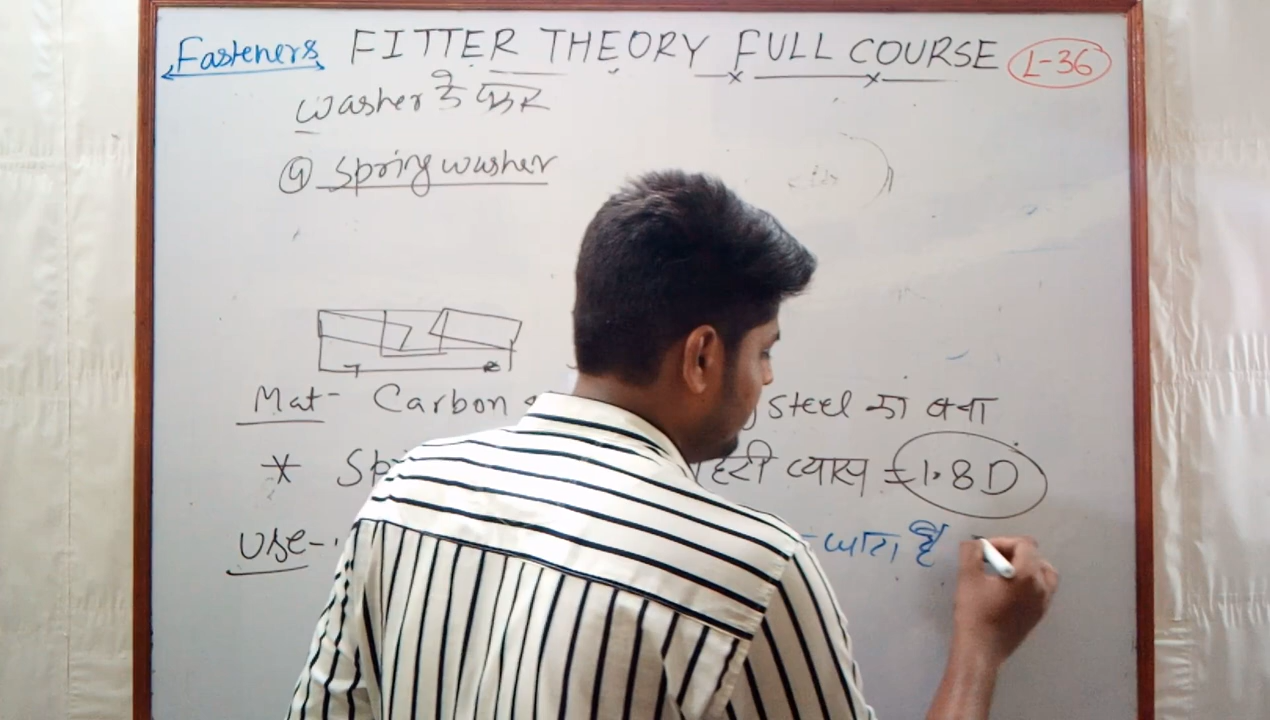 Fasteners FITTER THEORY FULL COURSE L-36
washer के प्रकार
④ Spring washer
Mat- Carbon steel का बना
* Sp हरी व्यास = 1.8D
Use- जाता है